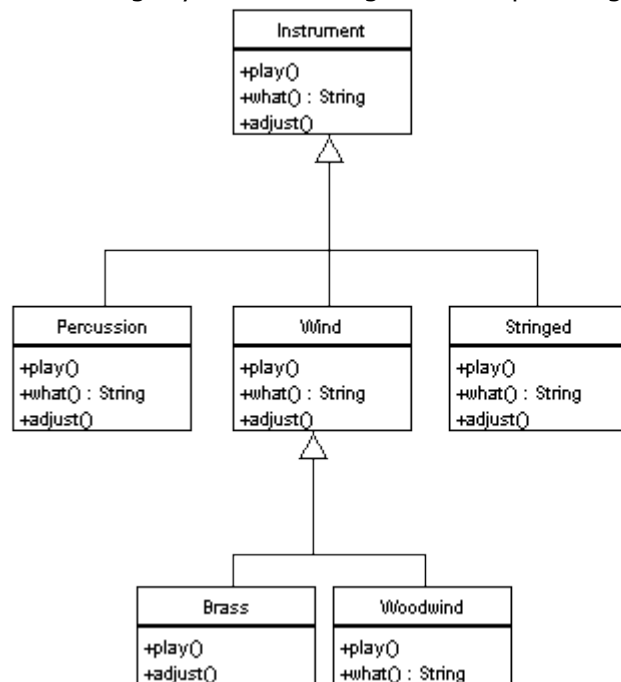 Instrument
+play()
+what() : String
+adjust()
Percussion
+play()
+what() : String
+adjust()
Wind
+play()
+what() : String
+adjust()
Stringed
+play()
+what() : String
+adjust()
Brass
+play()
+adjust()
Woodwind
+play()
+what() : String